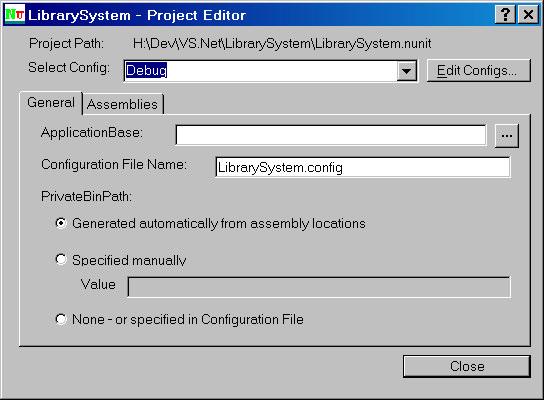 LibrarySystem - Project Editor
Project Path: H:\Dev\VS.Net\LibrarySystem\LibrarySystem.nunit
Select Config: Debug Edit Configs...
General Assemblies
ApplicationBase: ...
Configuration File Name: LibrarySystem.config
PrivateBinPath:
Generated automatically from assembly locations
Specified manually
Value
None - or specified in Configuration File
Close